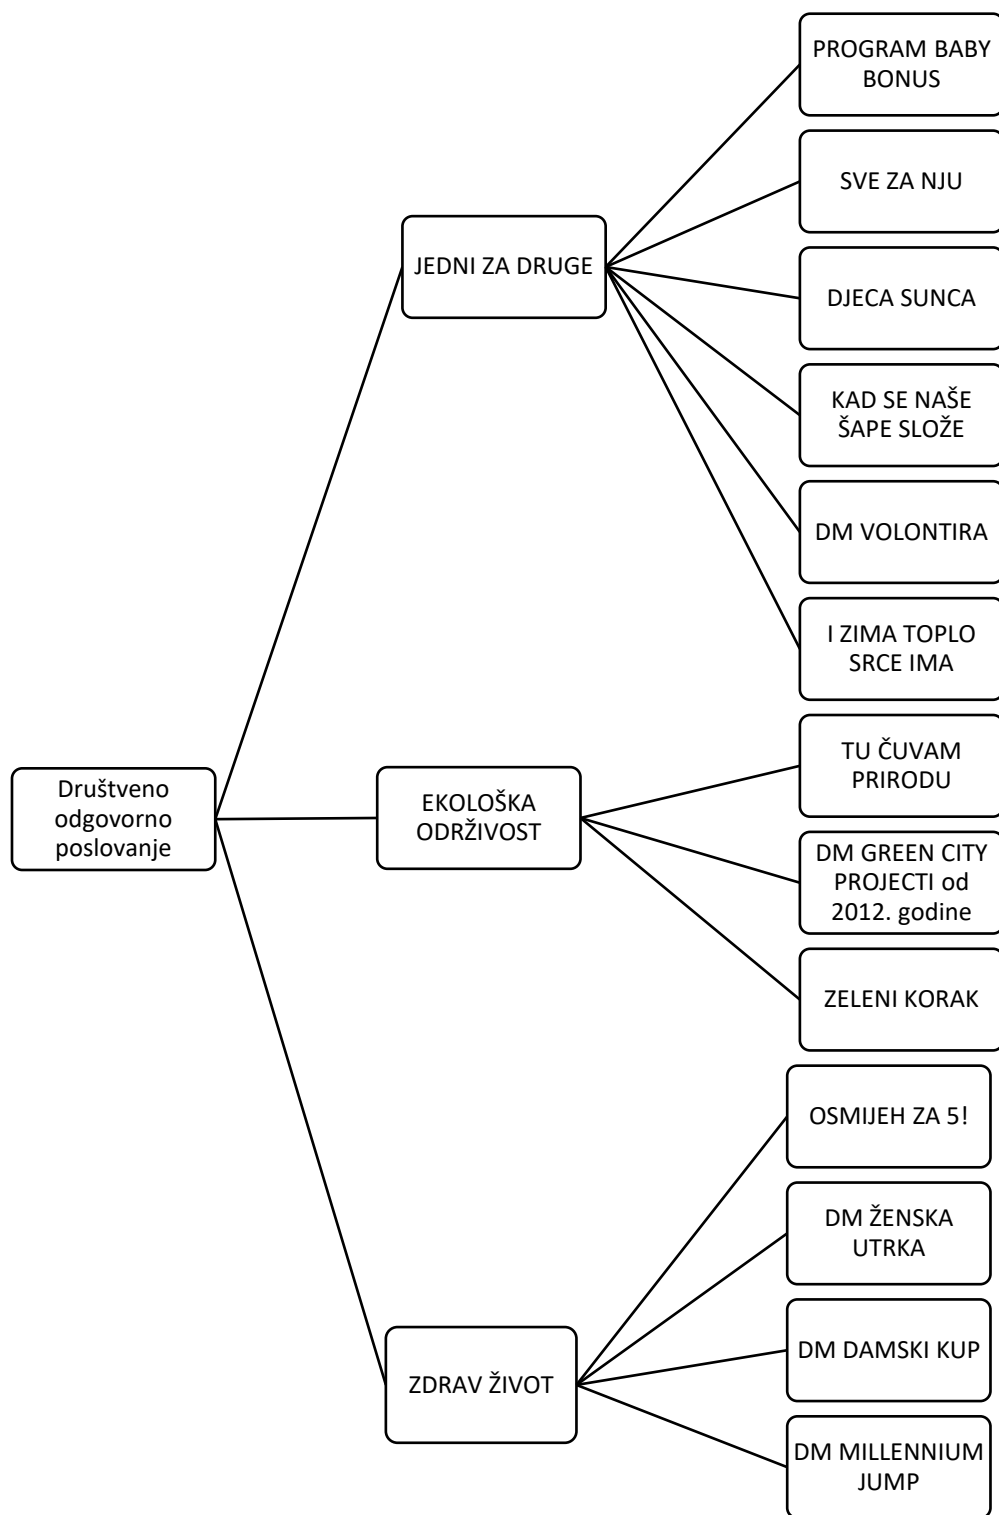 Društveno
odgovorno
poslovanje
JEDNI ZA DRUGE
PROGRAM BABY
BONUS
SVE ZA NJU
DJECA SUNCA
KAD SE NAŠE
ŠAPE SLOŽE
DM VOLONTIRA
I ZIMA TOPLO
SRCE IMA
EKOLOŠKA
ODRŽIVOST
TU ČUVAM
PRIRODU
DM GREEN CITY
PROJECTI od
2012. godine
ZELENI KORAK
ZDRAV ŽIVOT
OSMIJEH ZA 5!
DM ŽENSKA
UTRKA
DM DAMSKI KUP
DM MILLENNIUM
JUMP